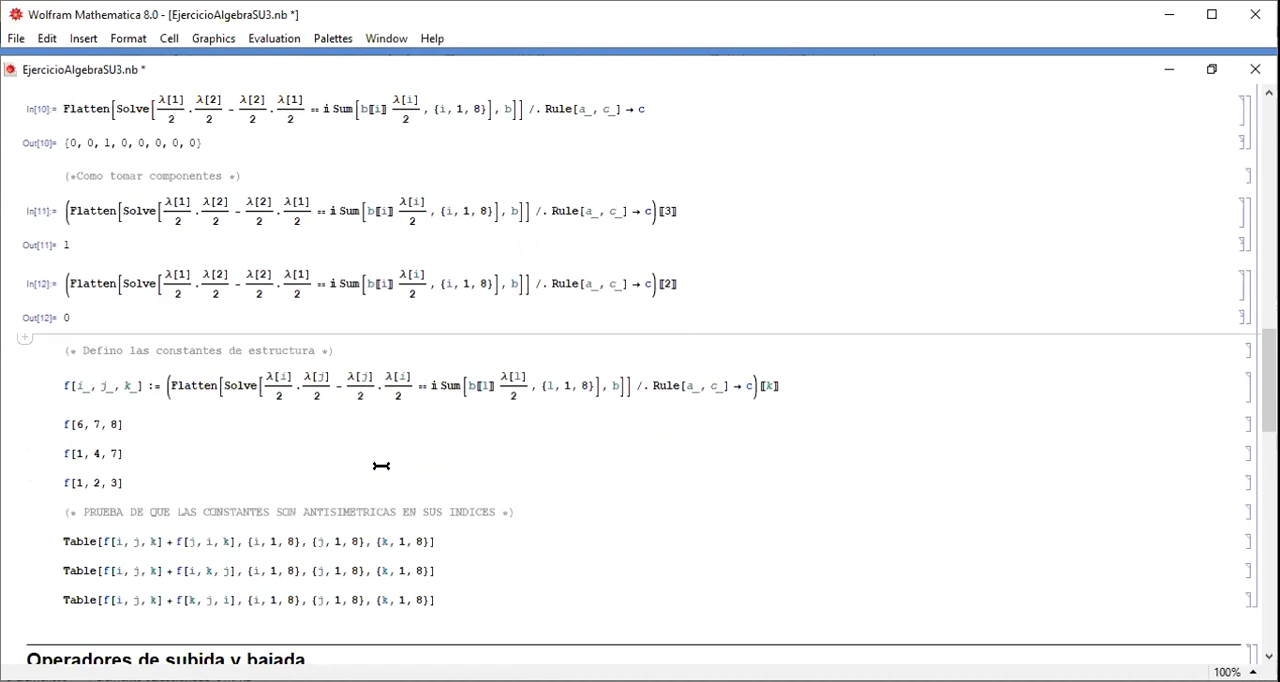 Wolfram Mathematica 8.0 - [EjercicioAlgebraSU3.nb *]
File Edit Insert Format Cell Graphics Evaluation Palettes Window Help
EjercicioAlgebraSU3.nb *
In[10]:= Flatten[Solve[λ[1]/2 . λ[2]/2 - λ[2]/2 . λ[1]/2 == i Sum[b[[i]] λ[i]/2, {i, 1, 8}], b]] /. Rule[a_, c_] → c
Out[10]= {0, 0, 1, 0, 0, 0, 0, 0}
(*Como tomar componentes *)
In[11]:= (Flatten[Solve[λ[1]/2 . λ[2]/2 - λ[2]/2 . λ[1]/2 == i Sum[b[[i]] λ[i]/2, {i, 1, 8}], b]] /. Rule[a_, c_] → c)[[3]]
Out[11]= 1
In[12]:= (Flatten[Solve[λ[1]/2 . λ[2]/2 - λ[2]/2 . λ[1]/2 == i Sum[b[[i]] λ[i]/2, {i, 1, 8}], b]] /. Rule[a_, c_] → c)[[2]]
Out[12]= 0
(* Defino las constantes de estructura *)
f[i_, j_, k_] := (Flatten[Solve[λ[i]/2 . λ[j]/2 - λ[j]/2 . λ[i]/2 == i Sum[b[[l]] λ[l]/2, {l, 1, 8}], b]] /. Rule[a_, c_] → c)[[k]]
f[6, 7, 8]
f[1, 4, 7]
f[1, 2, 3]
(* PRUEBA DE QUE LAS CONSTANTES SON ANTISIMETRICAS EN SUS INDICES *)
Table[f[i, j, k] + f[j, i, k], {i, 1, 8}, {j, 1, 8}, {k, 1, 8}]
Table[f[i, j, k] + f[i, k, j], {i, 1, 8}, {j, 1, 8}, {k, 1, 8}]
Table[f[i, j, k] + f[k, j, i], {i, 1, 8}, {j, 1, 8}, {k, 1, 8}]
Operadores de subida y bajada
100%